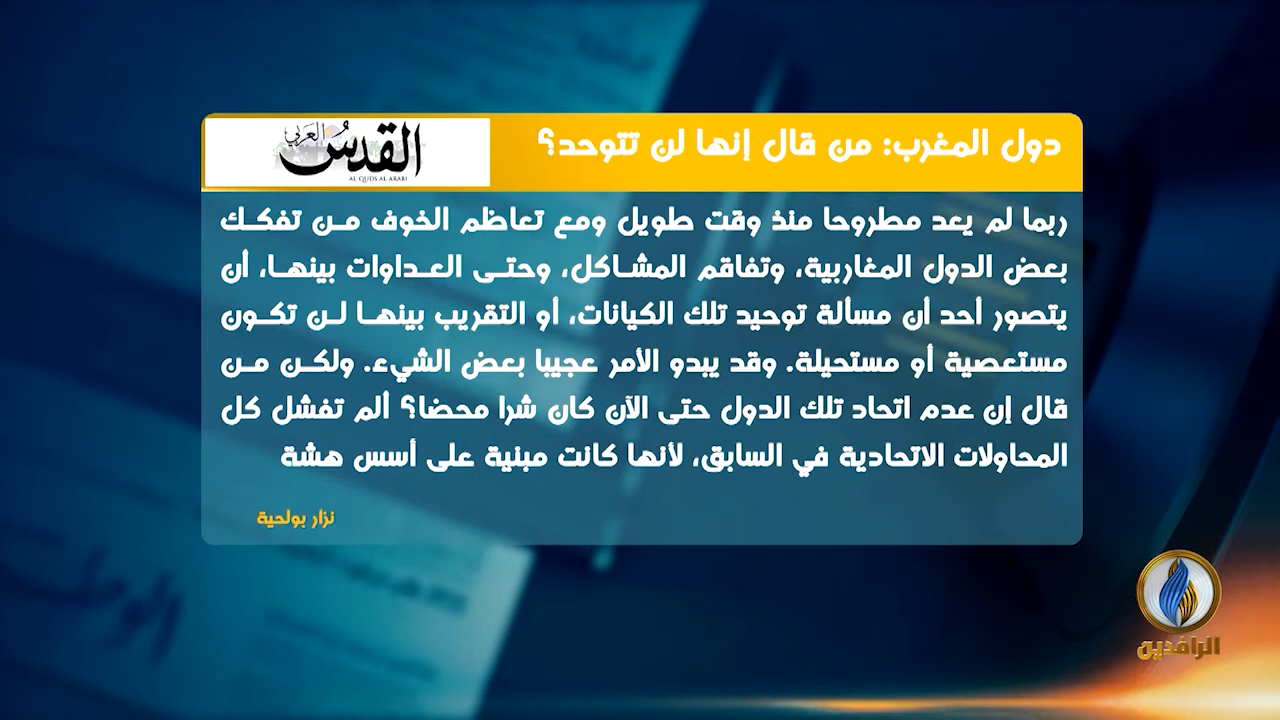 دول المغرب: من قال إنها لن تتوحد؟
القدس العربي
AL QUDS AL ARABI
ربما لم يعد مطروحا منذ وقت طويل ومع تعاظم الخوف من تفكك
بعض الدول المغاربية، وتفاقم المشاكل، وحتى العداوات بينها، أن
يتصور أحد أن مسألة توحيد تلك الكيانات، أو التقريب بينها لن تكون
مستعصية أو مستحيلة. وقد يبدو الأمر عجيبا بعض الشيء. ولكن من
قال إن عدم اتحاد تلك الدول حتى الآن كان شرا محضا؟ ألم تفشل كل
المحاولات الاتحادية في السابق، لأنها كانت مبنية على أسس هشة
نزار بولحية
الرافدين